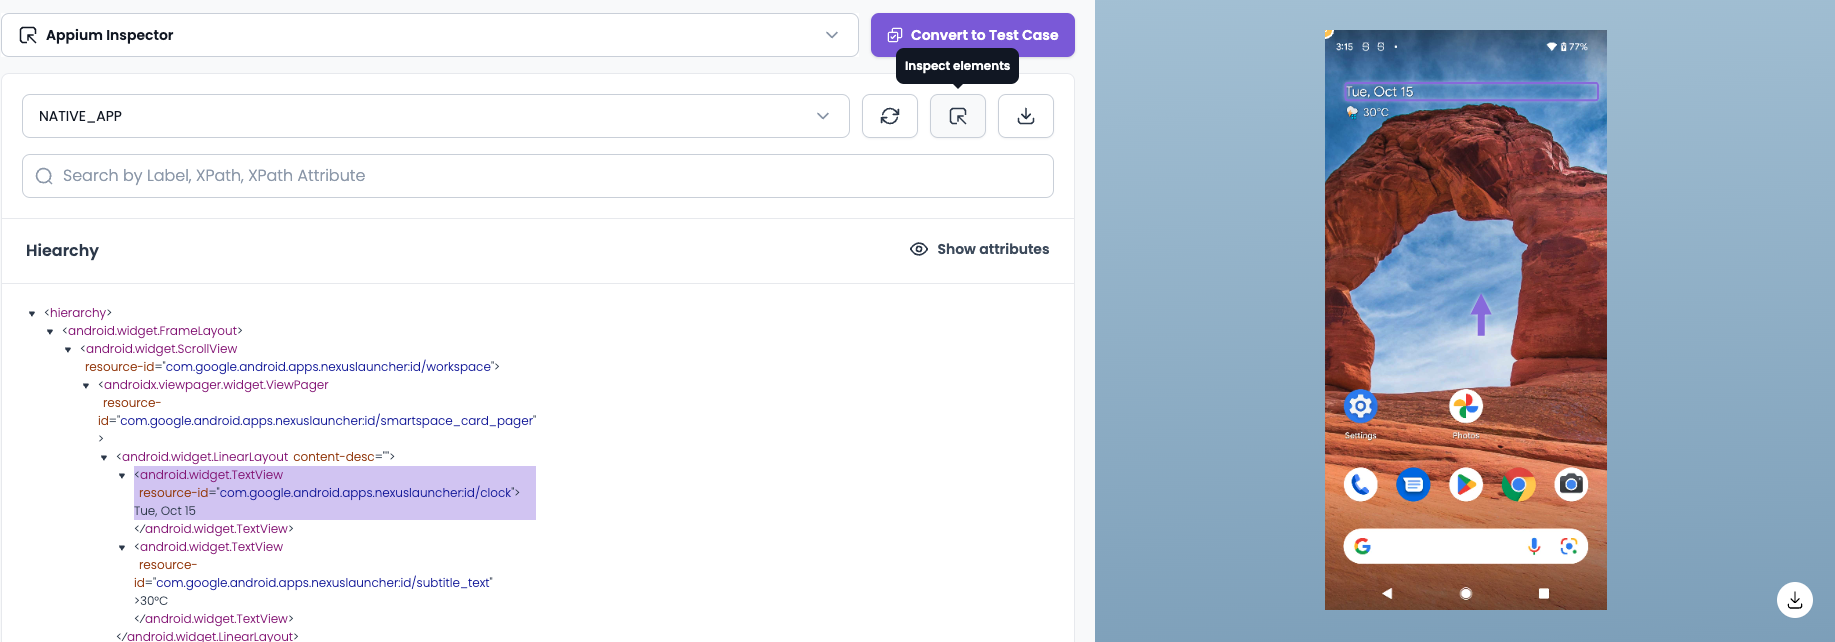 Appium Inspector
Convert to Test Case
Inspect elements
NATIVE_APP
Search by Label, XPath, XPath Attribute
Hiearchy
Show attributes
<hierarchy>
<android.widget.FrameLayout>
<android.widget.ScrollView
resource-id="com.google.android.apps.nexuslauncher:id/workspace">
<androidx.viewpager.widget.ViewPager
resource-
id="com.google.android.apps.nexuslauncher:id/smartspace_card_pager"
>
<android.widget.LinearLayout content-desc="">
<android.widget.TextView
resource-id="com.google.android.apps.nexuslauncher:id/clock">
Tue, Oct 15
</android.widget.TextView>
<android.widget.TextView
resource-
id="com.google.android.apps.nexuslauncher:id/subtitle_text"
>30°C
</android.widget.TextView>
</android.widget.LinearLayout>
3:15
77%
Tue, Oct 15
30°C
Settings
Photos